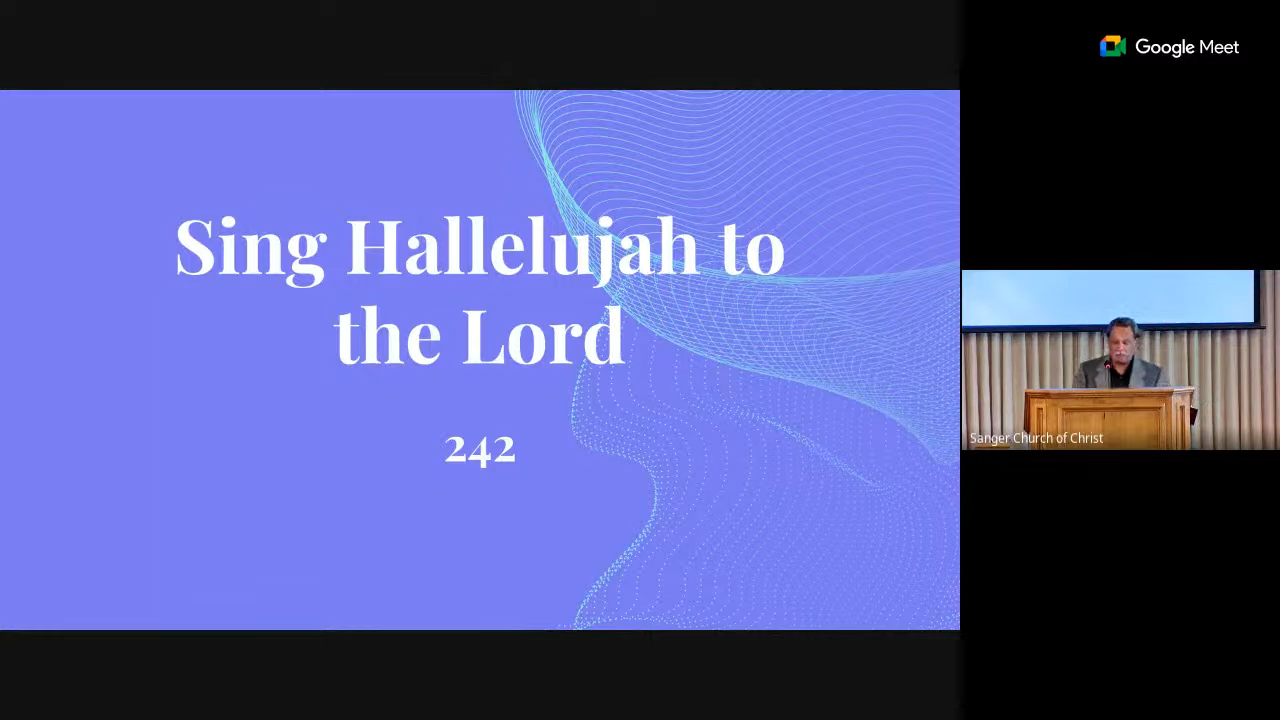 Sing Hallelujah to
the Lord
242
Google Meet
Sanger Church of Christ